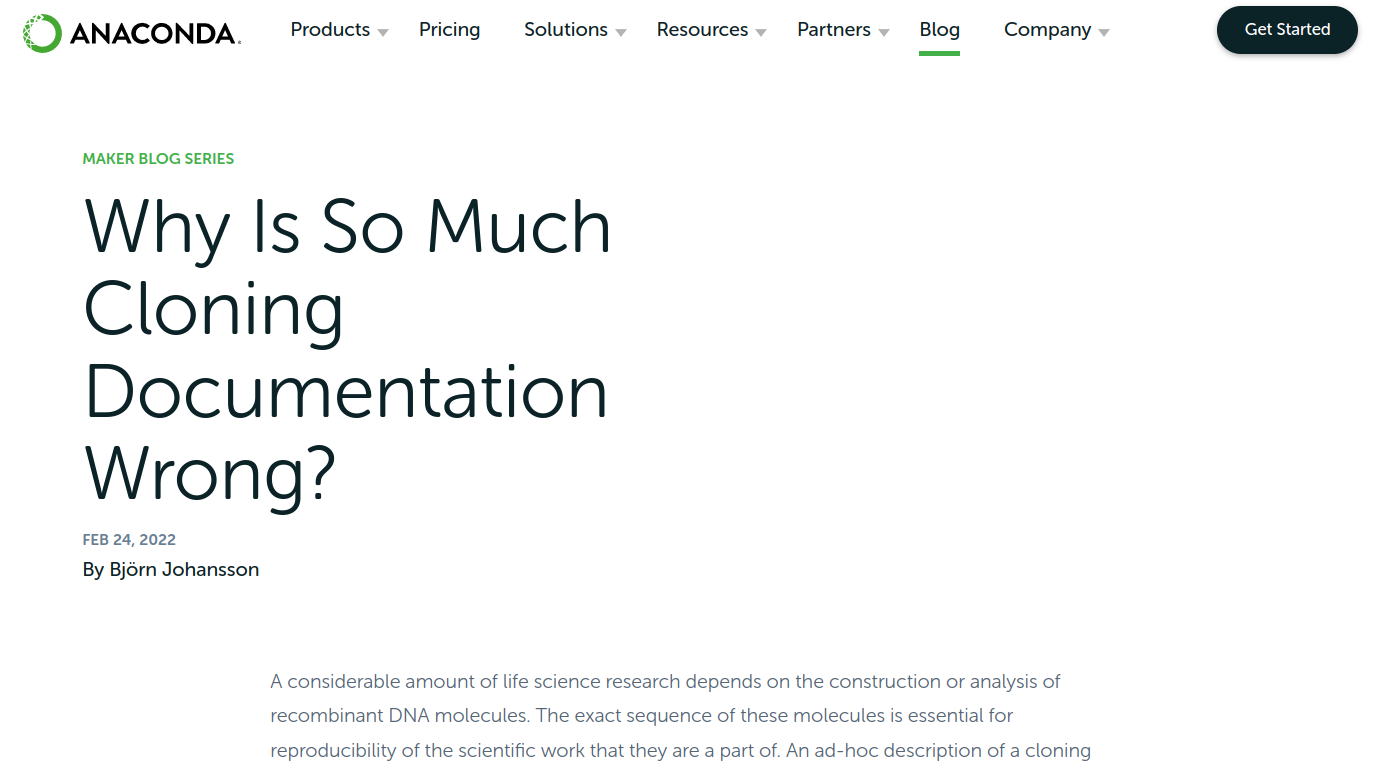 ANACONDA.
Products Pricing Solutions Resources Partners Blog Company Get Started
MAKER BLOG SERIES
Why Is So Much
Cloning
Documentation
Wrong?
FEB 24, 2022
By Björn Johansson
A considerable amount of life science research depends on the construction or analysis of
recombinant DNA molecules. The exact sequence of these molecules is essential for
reproducibility of the scientific work that they are a part of. An ad-hoc description of a cloning